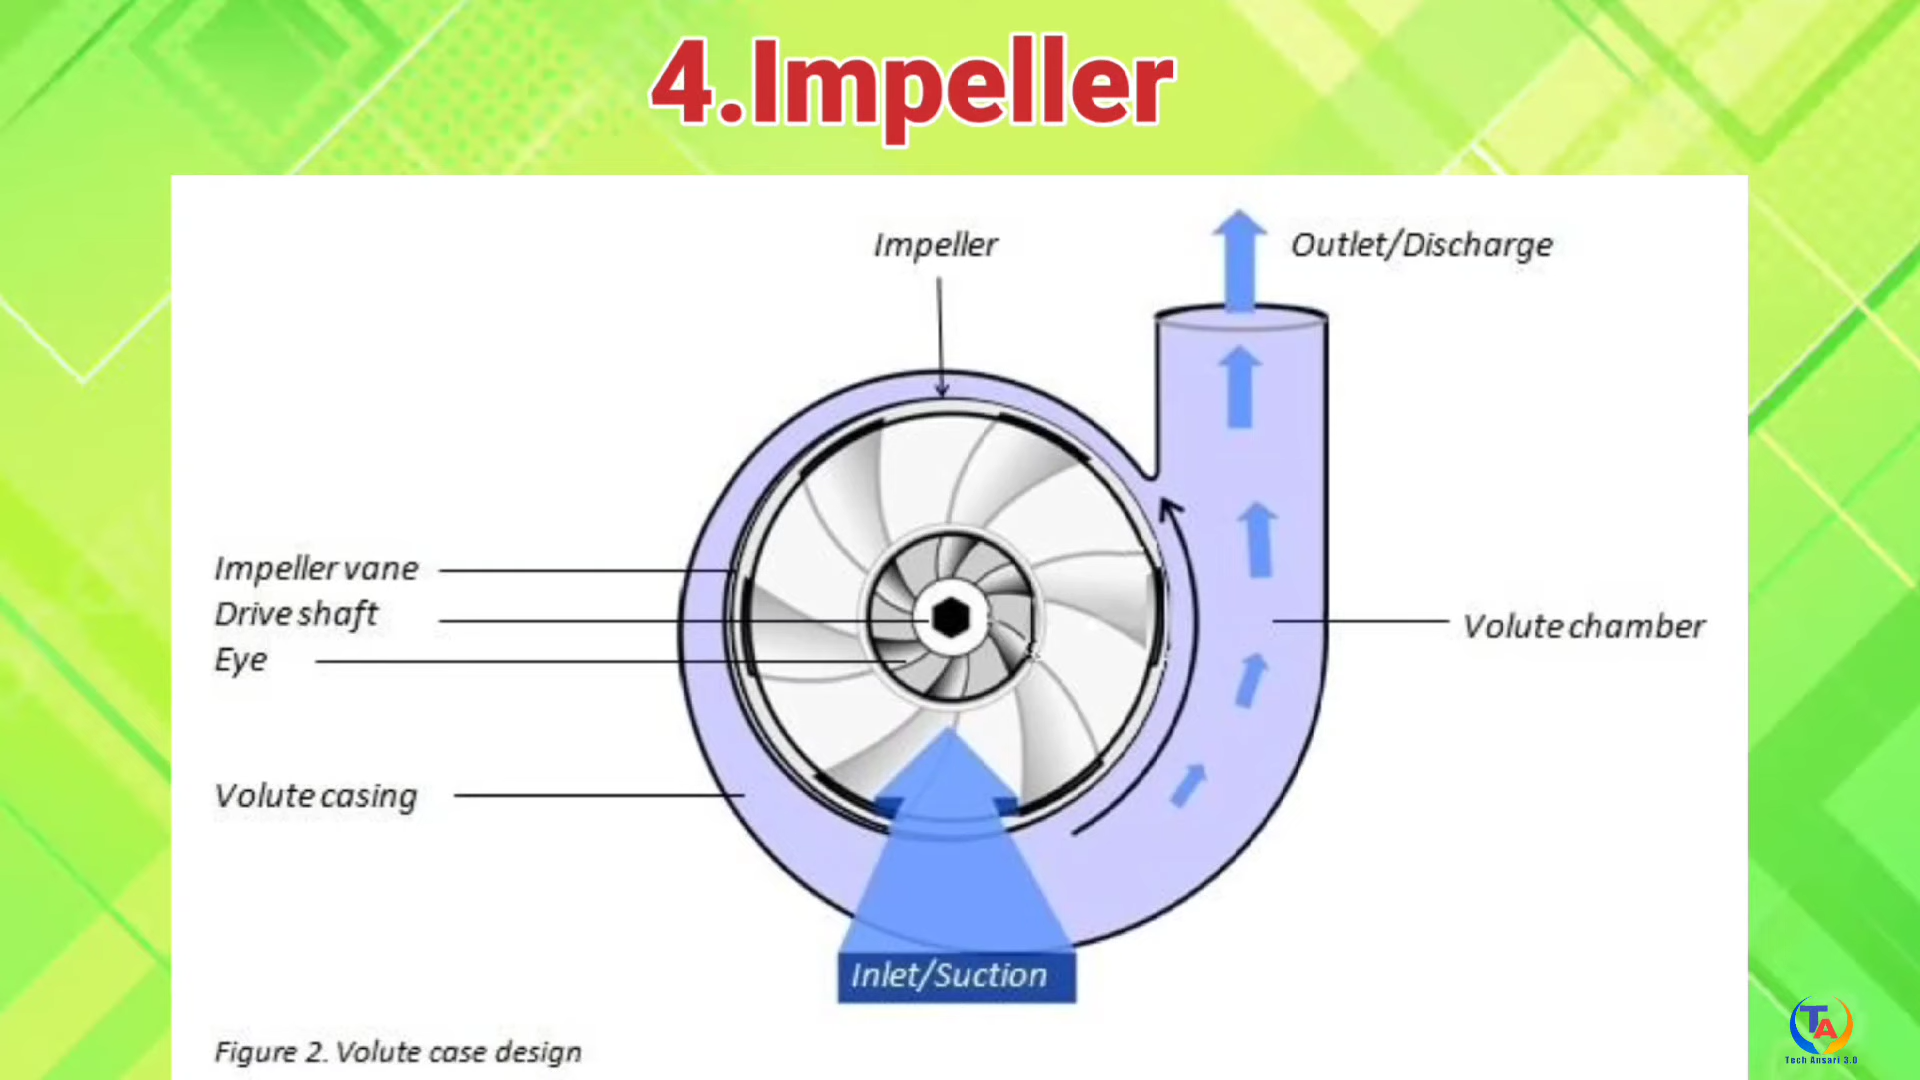 4.Impeller
Impeller
Outlet/Discharge
Impeller vane
Drive shaft
Eye
Volute chamber
Volute casing
Inlet/Suction
Figure 2. Volute case design
TA
Tech Ansari 3.0